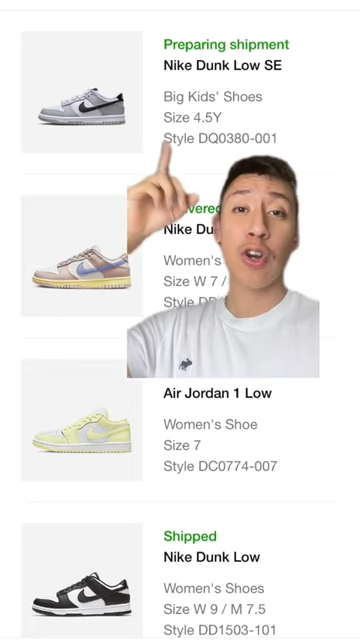 Preparing shipment
Nike Dunk Low SE
Big Kids' Shoes
Size 4.5Y
Style DQ0380-001
Nike
Women's
Size W 7 /
Style
Air Jordan 1 Low
Women's Shoe
Size 7
Style DC0774-007
Shipped
Nike Dunk Low
Women's Shoes
Size W 9 / M 7.5
Style DD1503-101